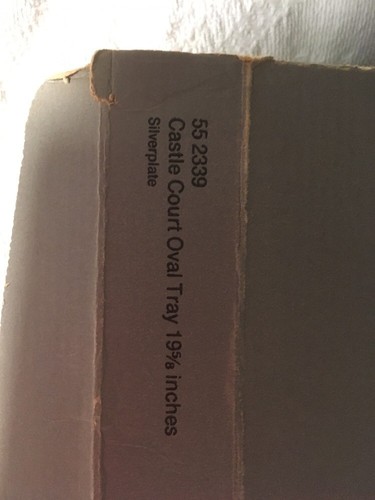 55 2339
Castle Court Oval Tray 19⅝ inches
Silverplate